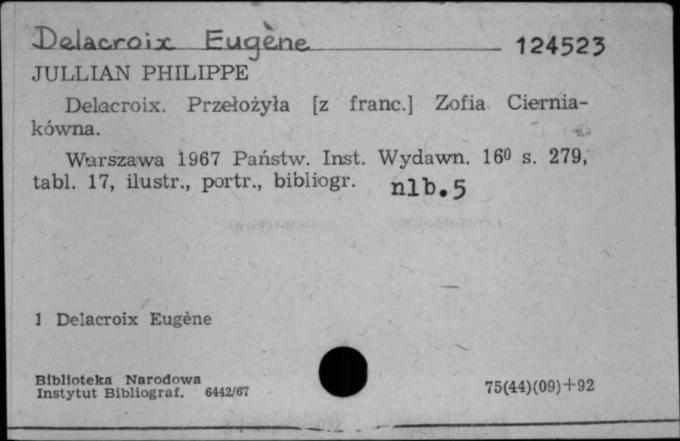 Delacroix Eugène 124523
JULLIAN PHILIPPE
Delacroix. Przełożyła [z franc.] Zofia Ciernia-
kówna.
Warszawa 1967 Państw. Inst. Wydawn. 16⁰ s. 279,
tabl. 17, ilustr., portr., bibliogr. nlb.5
1 Delacroix Eugène
Biblioteka Narodowa
Instytut Bibliograf. 6442/67
75(44)(09)+92